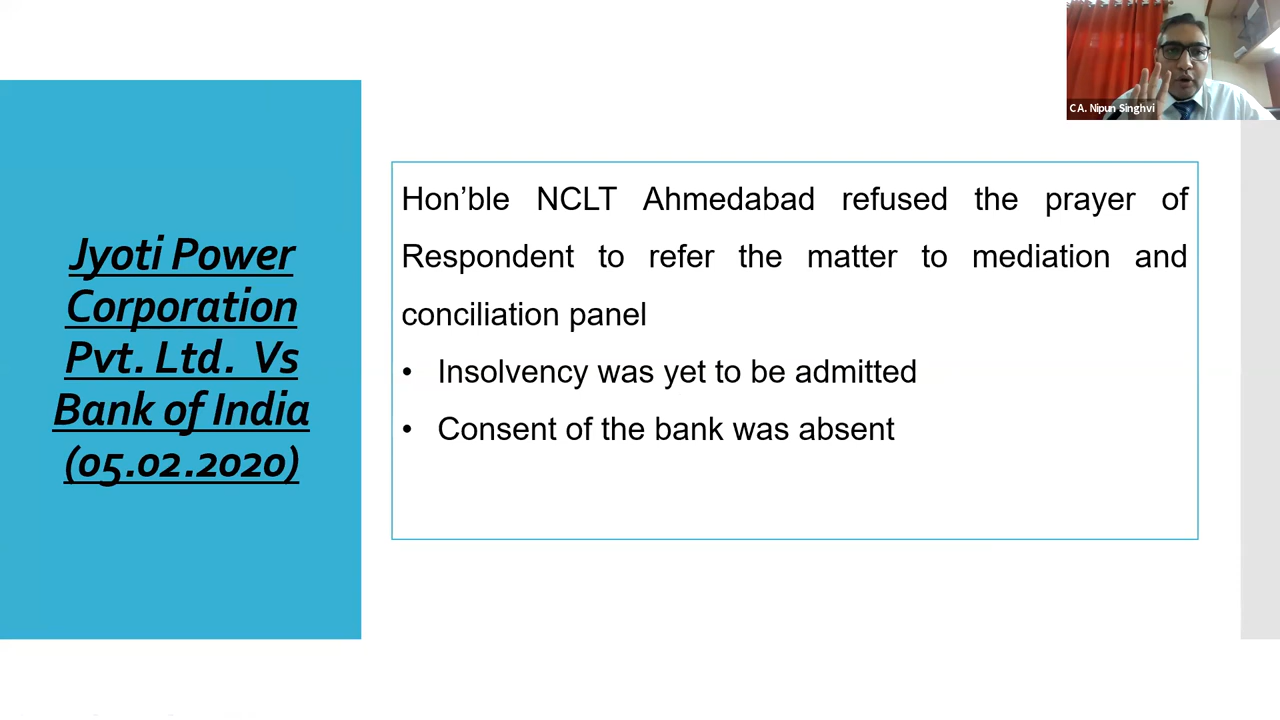 Jyoti Power
Corporation
Pvt. Ltd. Vs
Bank of India
(05.02.2020)
Hon’ble NCLT Ahmedabad refused the prayer of
Respondent to refer the matter to mediation and
conciliation panel
• Insolvency was yet to be admitted
• Consent of the bank was absent
CA. Nipun Singhvi